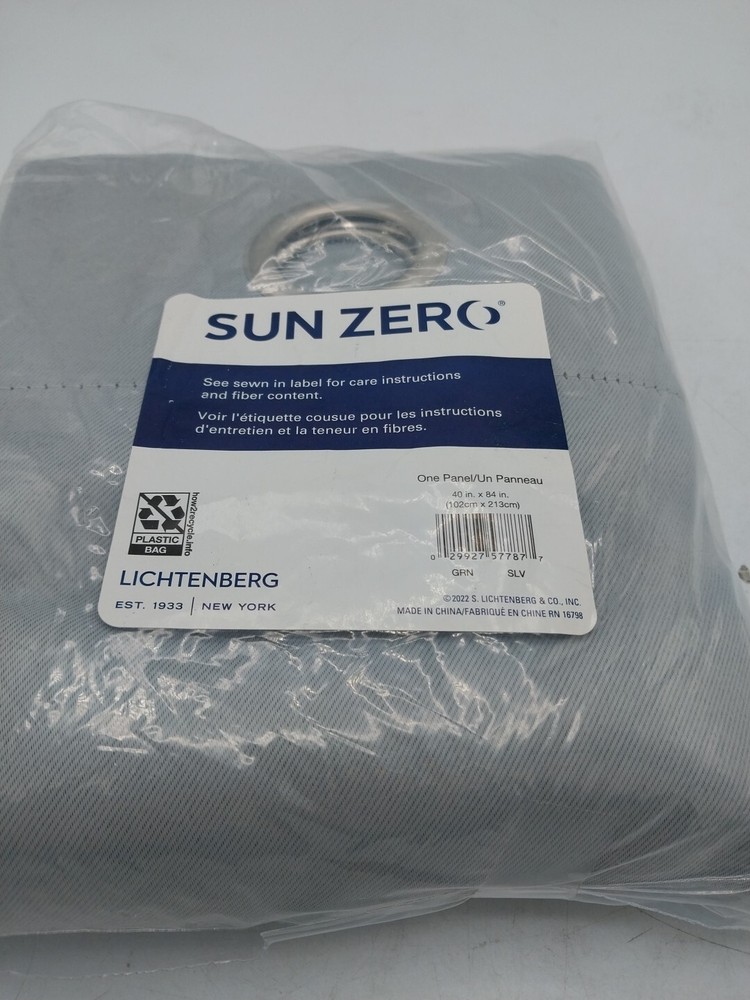 SUN ZERO®
See sewn in label for care instructions
and fiber content.
Voir l'étiquette cousue pour les instructions
d'entretien et la teneur en fibres.
One Panel/Un Panneau
40 in. x 84 in.
(102cm x 213cm)
0 29927 57787 7
GRN SLV
how2recycle.info
PLASTIC
BAG
LICHTENBERG
EST. 1933 | NEW YORK
©2022 S. LICHTENBERG & CO., INC.
MADE IN CHINA/FABRIQUÉ EN CHINE RN 16798